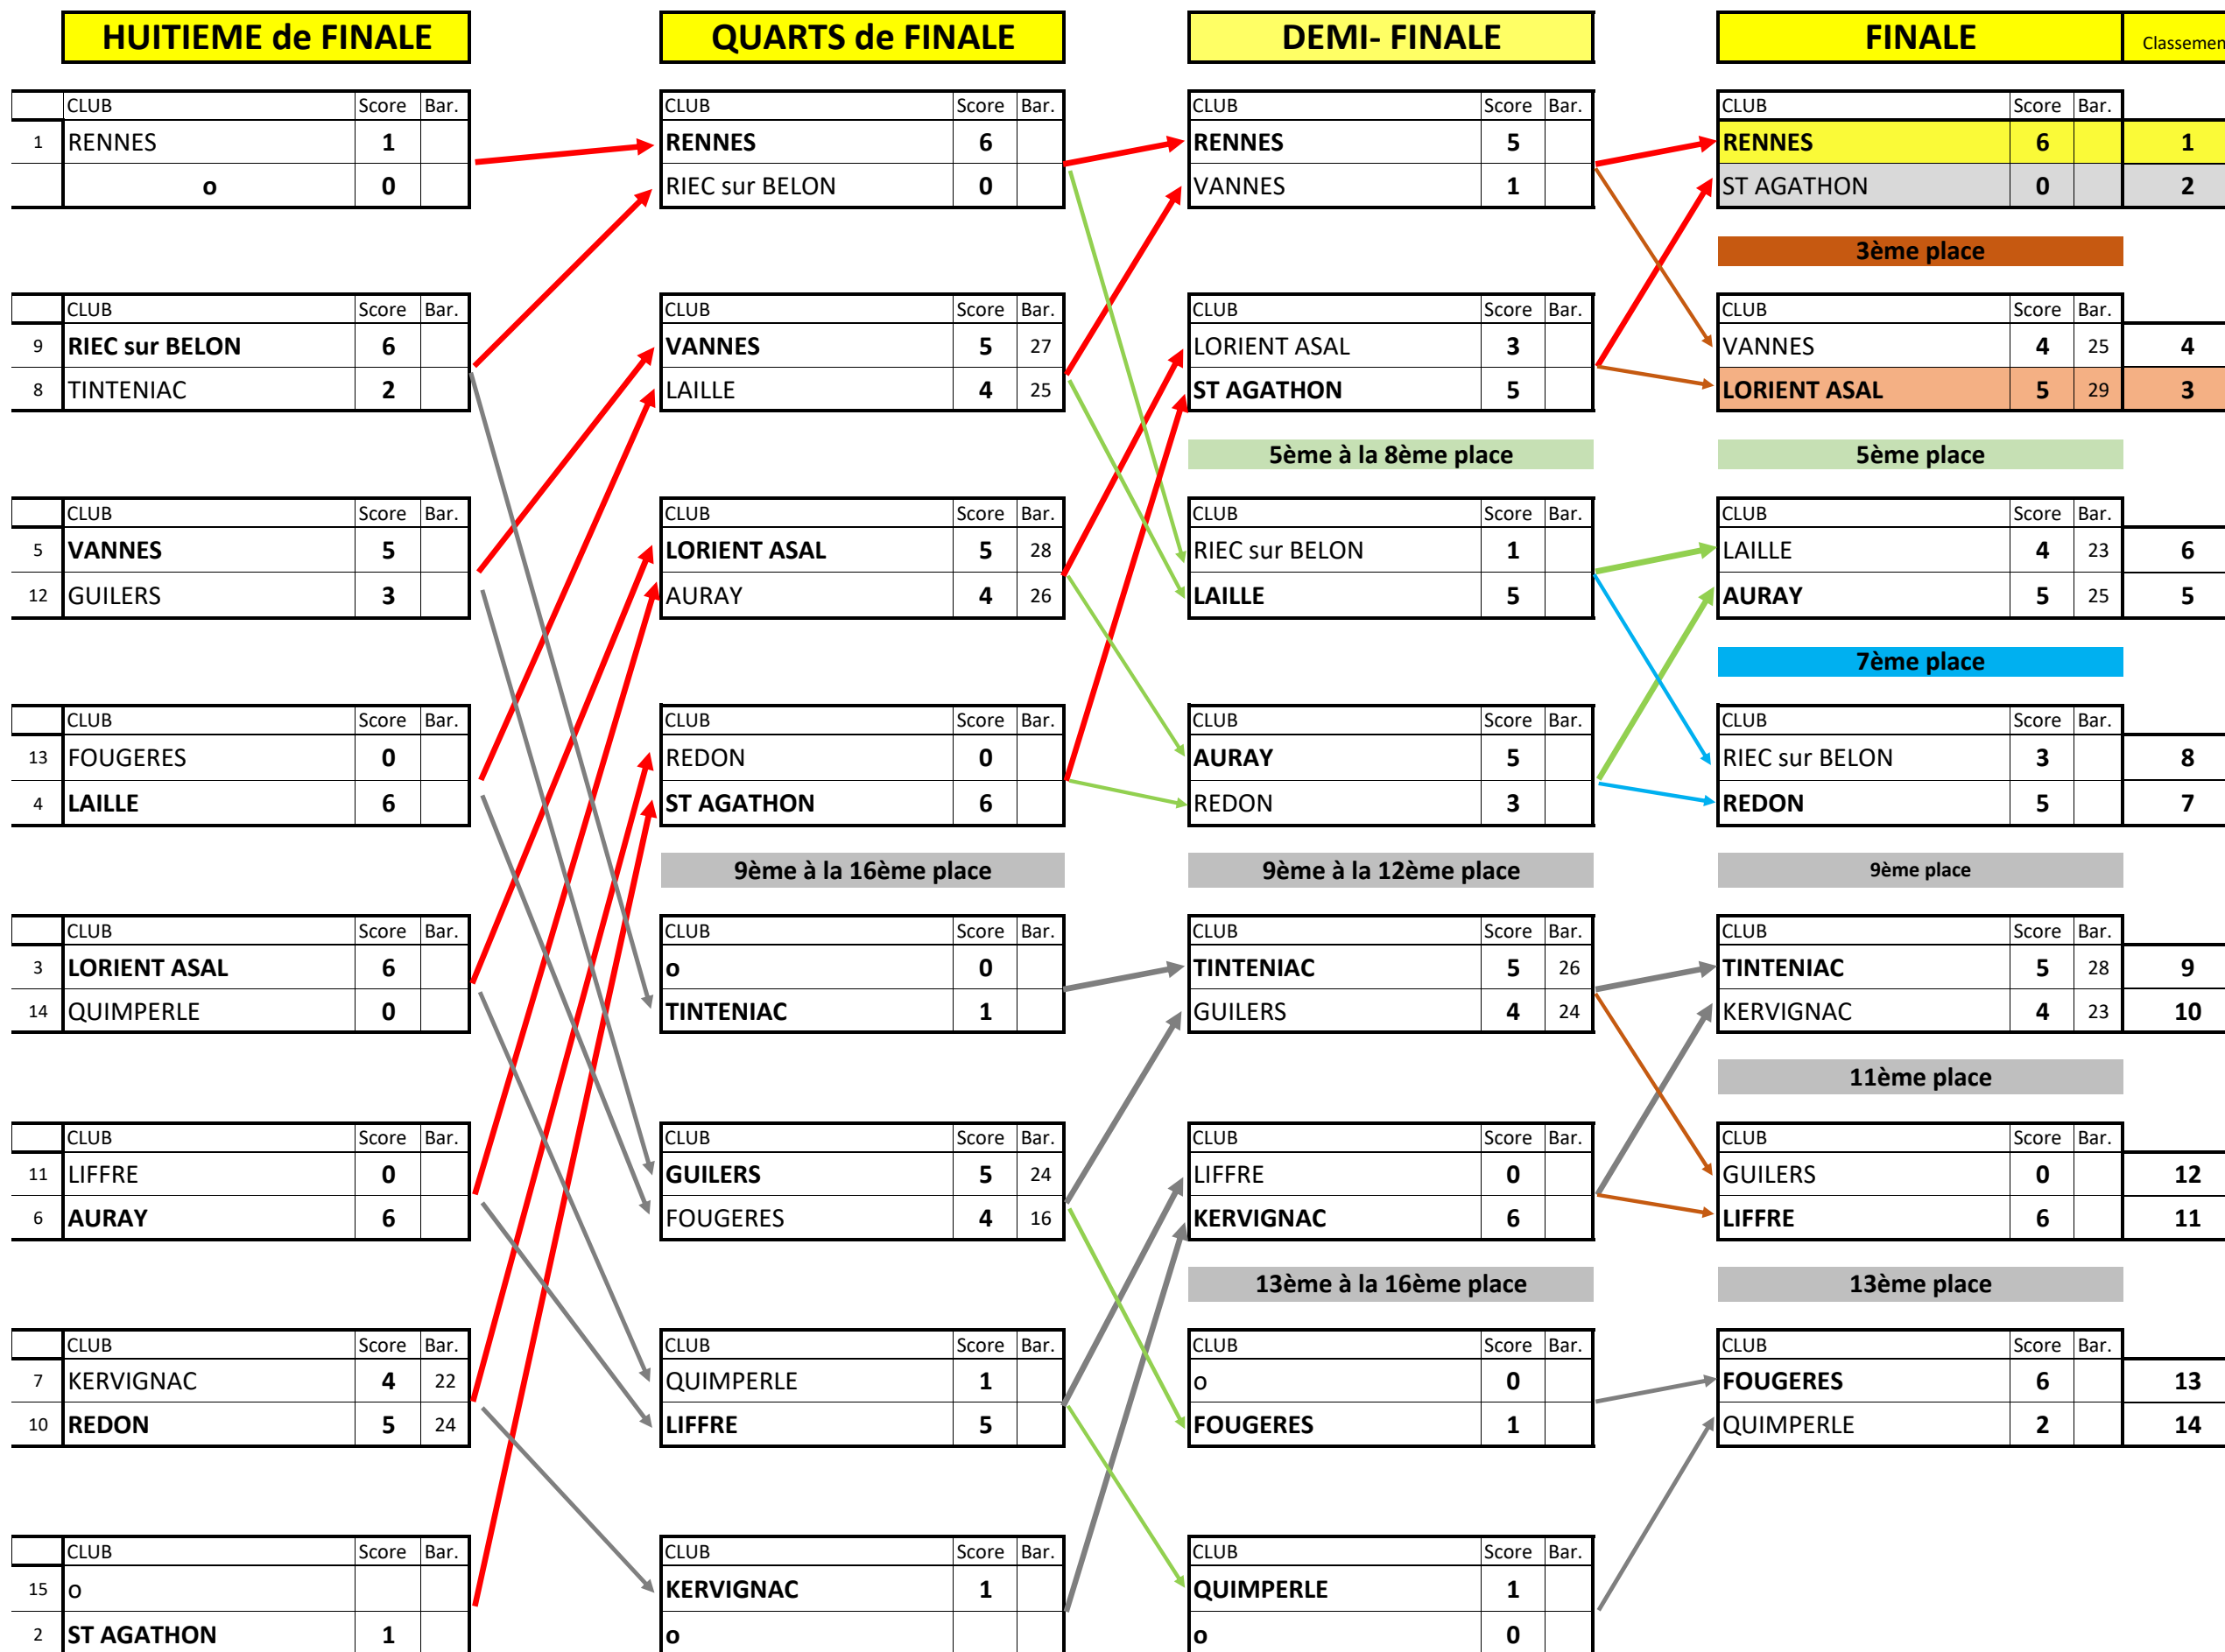 HUITIEME de FINALE QUARTS de FINALE DEMI- FINALE FINALE Classemen
CLUB Score Bar. CLUB Score Bar. CLUB Score Bar. CLUB Score Bar.
1 RENNES 1 RENNES 6 RENNES 5 RENNES 6 1
o 0 RIEC sur BELON 0 VANNES 1 ST AGATHON 0 2
3ème place
CLUB Score Bar. CLUB Score Bar. CLUB Score Bar. CLUB Score Bar.
9 RIEC sur BELON 6 VANNES 5 27 LORIENT ASAL 3 VANNES 4 25 4
8 TINTENIAC 2 LAILLE 4 25 ST AGATHON 5 LORIENT ASAL 5 29 3
5ème à la 8ème place 5ème place
CLUB Score Bar. CLUB Score Bar. CLUB Score Bar. CLUB Score Bar.
5 VANNES 5 LORIENT ASAL 5 28 RIEC sur BELON 1 LAILLE 4 23 6
12 GUILERS 3 AURAY 4 26 LAILLE 5 AURAY 5 25 5
7ème place
CLUB Score Bar. CLUB Score Bar. CLUB Score Bar. CLUB Score Bar.
13 FOUGERES 0 REDON 0 AURAY 5 RIEC sur BELON 3 8
4 LAILLE 6 ST AGATHON 6 REDON 3 REDON 5 7
9ème à la 16ème place 9ème à la 12ème place 9ème place
CLUB Score Bar. CLUB Score Bar. CLUB Score Bar. CLUB Score Bar.
3 LORIENT ASAL 6 o 0 TINTENIAC 5 26 TINTENIAC 5 28 9
14 QUIMPERLE 0 TINTENIAC 1 GUILERS 4 24 KERVIGNAC 4 23 10
11ème place
CLUB Score Bar. CLUB Score Bar. CLUB Score Bar. CLUB Score Bar.
11 LIFFRE 0 GUILERS 5 24 LIFFRE 0 GUILERS 0 12
6 AURAY 6 FOUGERES 4 16 KERVIGNAC 6 LIFFRE 6 11
13ème à la 16ème place 13ème place
CLUB Score Bar. CLUB Score Bar. CLUB Score Bar. CLUB Score Bar.
7 KERVIGNAC 4 22 QUIMPERLE 1 o 0 FOUGERES 6 13
10 REDON 5 24 LIFFRE 5 FOUGERES 1 QUIMPERLE 2 14
CLUB Score Bar. CLUB Score Bar. CLUB Score Bar.
15 o KERVIGNAC 1 QUIMPERLE 1
2 ST AGATHON 1 o o 0